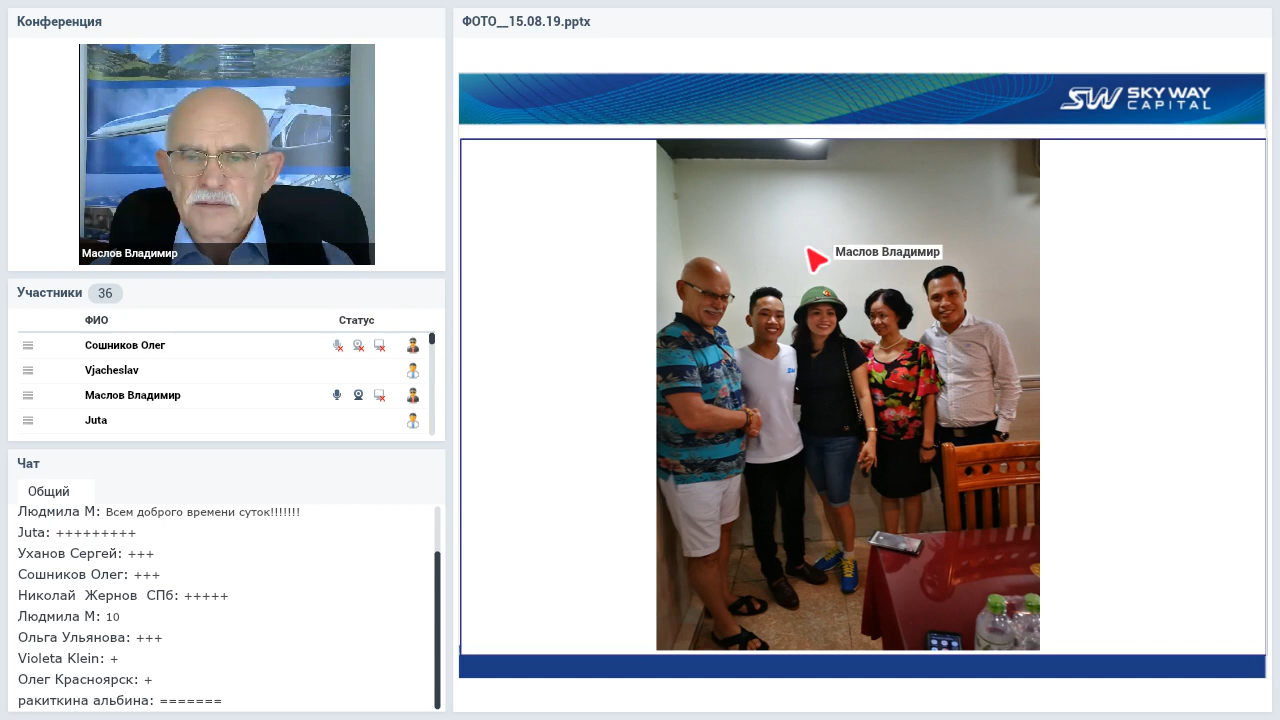 Конференция
Маслов Владимир
Участники 36
ФИО Статус
Сошников Олег
Vjacheslav
Маслов Владимир
Juta
Чат
Общий
Людмила М: Всем доброго времени суток!!!!!!!
Juta: +++++++++
Уханов Сергей: +++
Сошников Олег: +++
Николай Жернов СПб: +++++
Людмила М: 10
Ольга Ульянова: +++
Violeta Klein: +
Олег Красноярск: +
ракиткина альбина: =======
ФОТО__15.08.19.pptx
SW SKY WAY
CAPITAL
Маслов Владимир